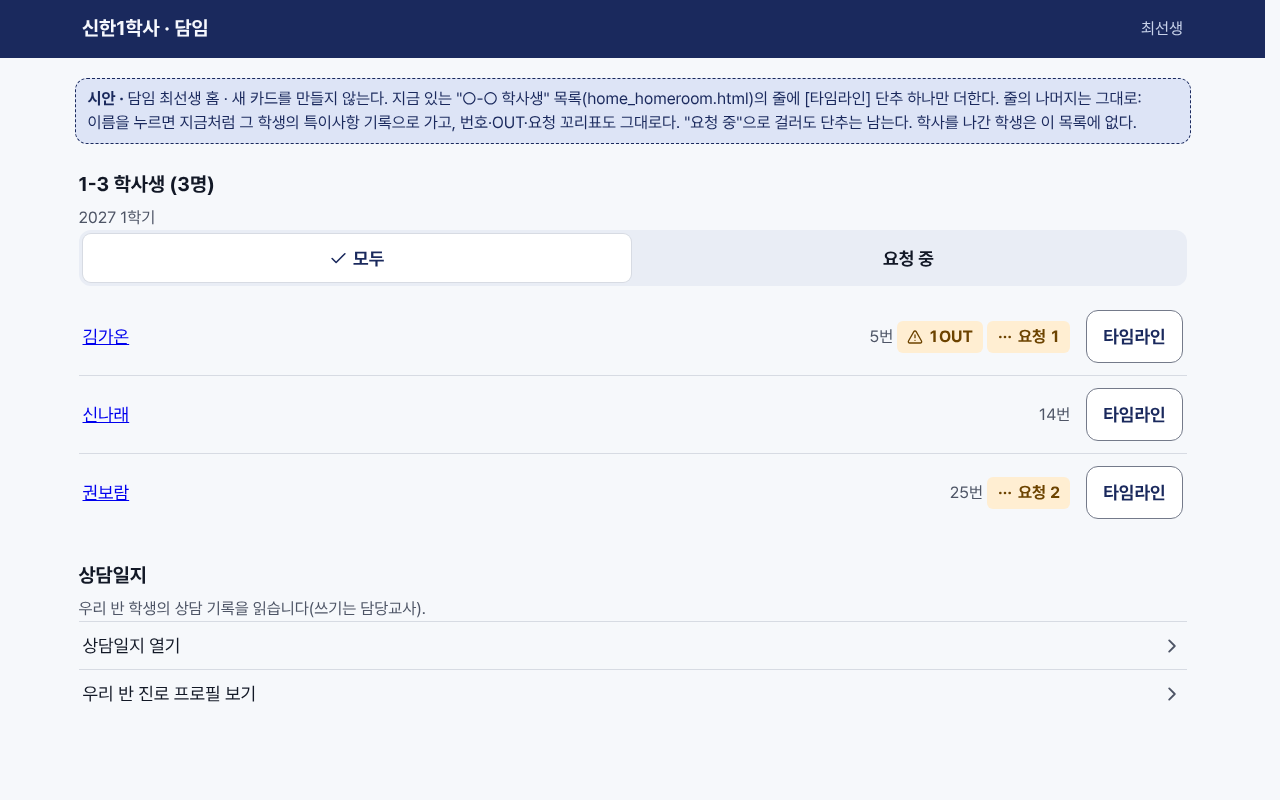 신한1학사 · 담임
최선생
시안 · 담임 최선생 홈 · 새 카드를 만들지 않는다. 지금 있는 "○-○ 학사생" 목록(home_homeroom.html)의 줄에 [타임라인] 단추 하나만 더한다. 줄의 나머지는 그대로:
이름을 누르면 지금처럼 그 학생의 특이사항 기록으로 가고, 번호·OUT·요청 꼬리표도 그대로다. "요청 중"으로 걸러도 단추는 남는다. 학사를 나간 학생은 이 목록에 없다.
1-3 학사생 (3명)
2027 1학기
모두
요청 중
김가온 5번 1 OUT ··· 요청 1 타임라인
신나래 14번 타임라인
권보람 25번 ··· 요청 2 타임라인
상담일지
우리 반 학생의 상담 기록을 읽습니다(쓰기는 담당교사).
상담일지 열기
우리 반 진로 프로필 보기